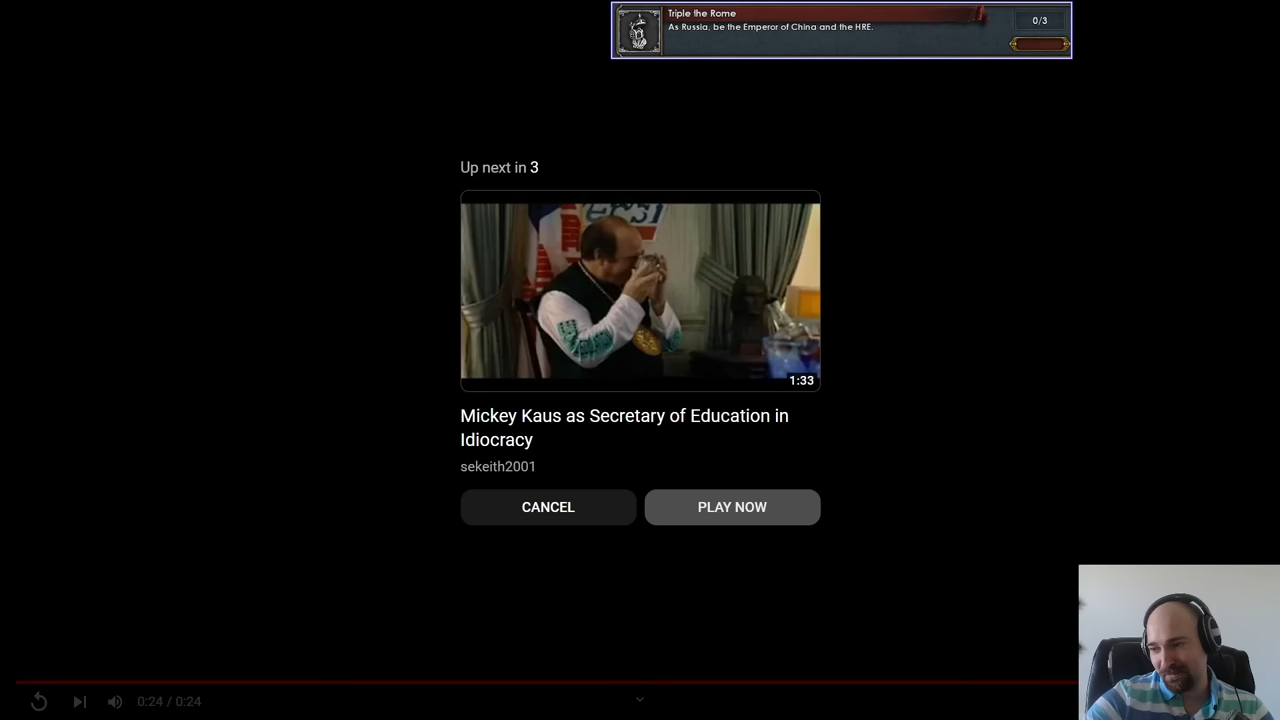 Triple the Rome
As Russia, be the Emperor of China and the HRE.
0/3
Up next in 3
1:33
Mickey Kaus as Secretary of Education in
Idiocracy
sekeith2001
CANCEL
PLAY NOW
0:24 / 0:24